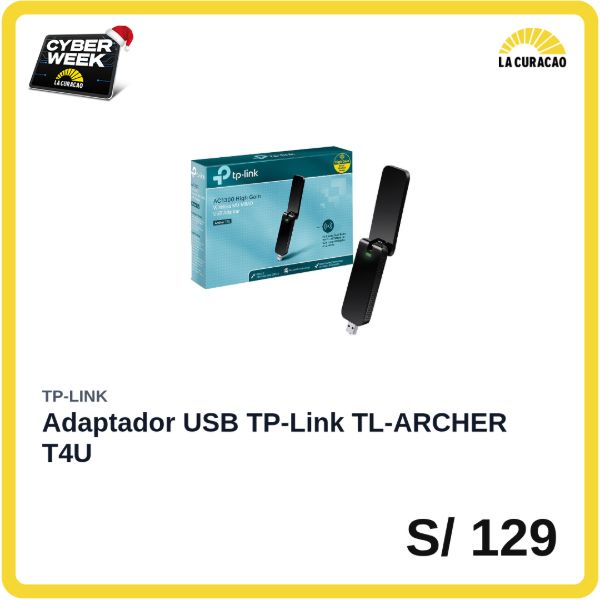 CYBER
WEEK
LA CURACAO
LA CURACAO
tp-link
AC1300 High Gain
TP-LINK
Adaptador USB TP-Link TL-ARCHER
T4U
S/ 129